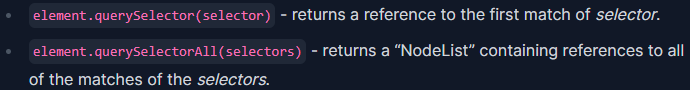 element.querySelector(selector) - returns a reference to the first match of selector.
element.querySelectorAll(selectors) - returns a “NodeList” containing references to all
of the matches of the selectors.